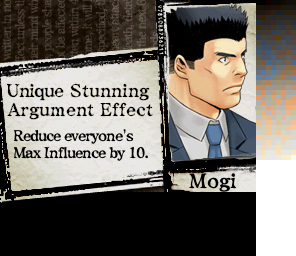 Unique Stunning
Argument Effect
Reduce everyone's
Max Influence by 10.
Mogi